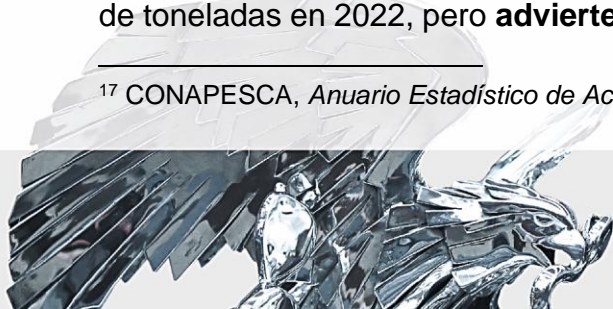 de toneladas en 2022, pero advierte
17 CONAPESCA, Anuario Estadístico de Ac